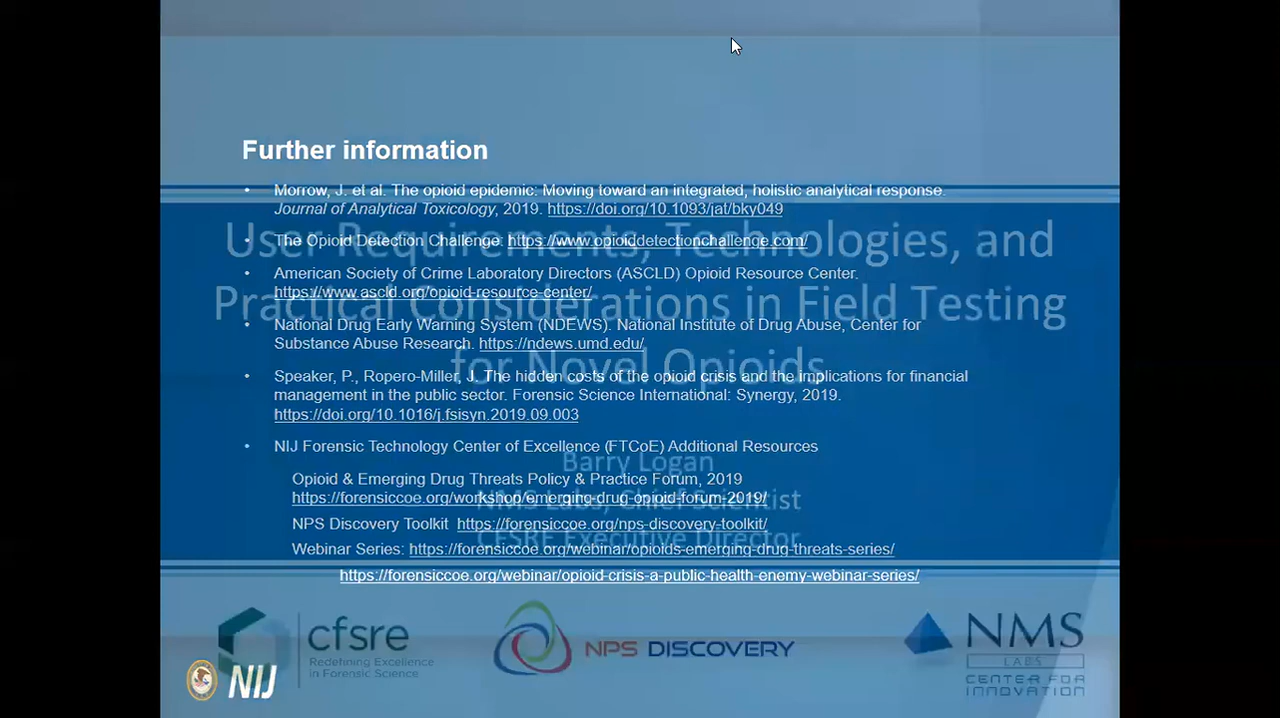 Further information
• Morrow, J. et al. The opioid epidemic: Moving toward an integrated, holistic analytical response.
Journal of Analytical Toxicology, 2019. https://doi.org/10.1093/jat/bky049
• The Opioid Detection Challenge: https://www.opioiddetectionchallenge.com/
• American Society of Crime Laboratory Directors (ASCLD) Opioid Resource Center.
https://www.ascld.org/opioid-resource-center/
• National Drug Early Warning System (NDEWS). National Institute of Drug Abuse, Center for
Substance Abuse Research. https://ndews.umd.edu/
• Speaker, P., Ropero-Miller, J. The hidden costs of the opioid crisis and the implications for financial
management in the public sector. Forensic Science International: Synergy, 2019.
https://doi.org/10.1016/j.fsisyn.2019.09.003
• NIJ Forensic Technology Center of Excellence (FTCoE) Additional Resources
Opioid & Emerging Drug Threats Policy & Practice Forum, 2019
https://forensiccoe.org/workshop/emerging-drug-opioid-forum-2019/
NPS Discovery Toolkit https://forensiccoe.org/nps-discovery-toolkit/
Webinar Series: https://forensiccoe.org/webinar/opioids-emerging-drug-threats-series/
https://forensiccoe.org/webinar/opioid-crisis-a-public-health-enemy-webinar-series/
User Requirements, Technologies, and
Practical Considerations in Field Testing
for Novel Opioids
Barry Logan
NMS Labs, Chief Scientist
CFSRE Executive Director
cfsre
Redefining Excellence
in Forensic Science
NPS DISCOVERY
NMS
LABS
CENTER FOR
INNOVATION
NIJ